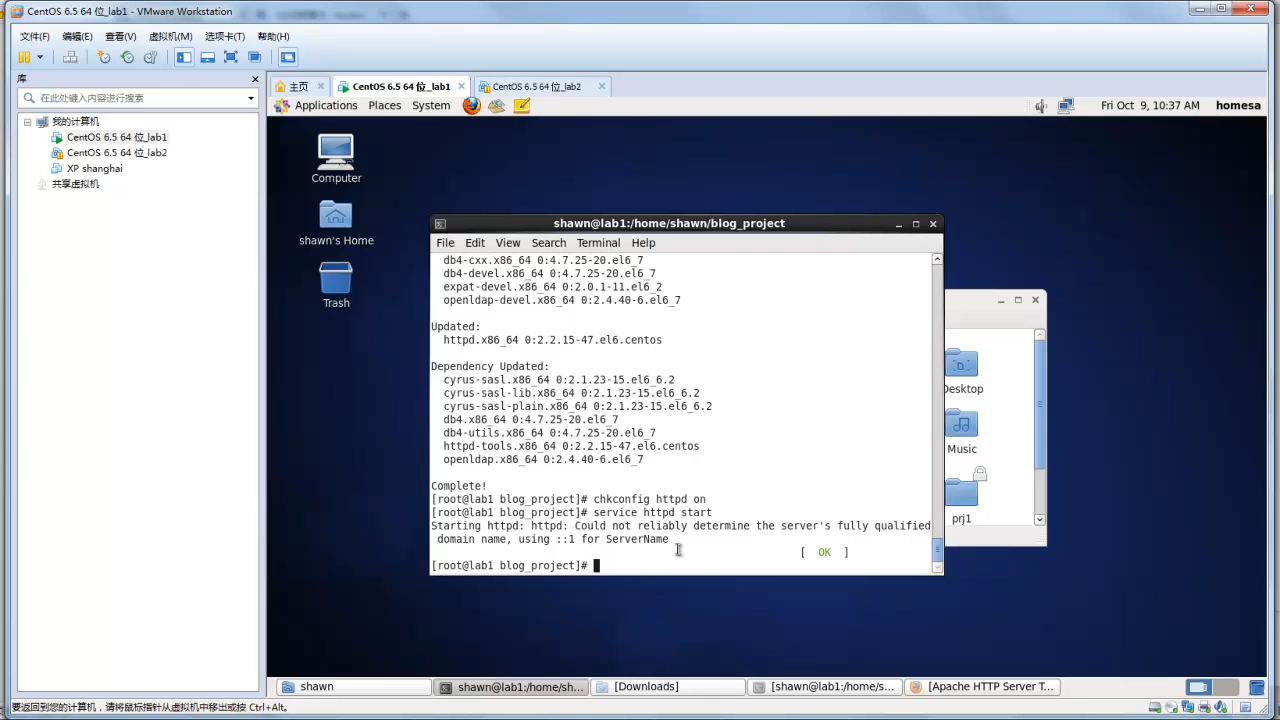 CentOS 6.5 64 位_lab1 - VMware Workstation
文件(F) 编辑(E) 查看(V) 虚拟机(M) 选项卡(T) 帮助(H)
库
在此处键入内容进行搜索
我的计算机
CentOS 6.5 64 位_lab1
CentOS 6.5 64 位_lab2
XP shanghai
共享虚拟机
主页 CentOS 6.5 64 位_lab1 CentOS 6.5 64 位_lab2
Applications Places System Fri Oct 9, 10:37 AM homesa
Computer
shawn's Home
Trash
shawn@lab1:/home/shawn/blog_project
File Edit View Search Terminal Help
db4-cxx.x86_64 0:4.7.25-20.el6_7
db4-devel.x86_64 0:4.7.25-20.el6_7
expat-devel.x86_64 0:2.0.1-11.el6_2
openldap-devel.x86_64 0:2.4.40-6.el6_7
Updated:
httpd.x86_64 0:2.2.15-47.el6.centos
Dependency Updated:
cyrus-sasl.x86_64 0:2.1.23-15.el6_6.2
cyrus-sasl-lib.x86_64 0:2.1.23-15.el6_6.2
cyrus-sasl-plain.x86_64 0:2.1.23-15.el6_6.2
db4.x86_64 0:4.7.25-20.el6_7
db4-utils.x86_64 0:4.7.25-20.el6_7
httpd-tools.x86_64 0:2.2.15-47.el6.centos
openldap.x86_64 0:2.4.40-6.el6_7
Complete!
[root@lab1 blog_project]# chkconfig httpd on
[root@lab1 blog_project]# service httpd start
Starting httpd: httpd: Could not reliably determine the server's fully qualified
domain name, using ::1 for ServerName
[ OK ]
[root@lab1 blog_project]#
Desktop
Music
prj1
shawn shawn@lab1:/home/sh... [Downloads] [shawn@lab1:/home/s... [Apache HTTP Server T...
要返回到您的计算机，请将鼠标指针从虚拟机中移出或按 Ctrl+Alt。